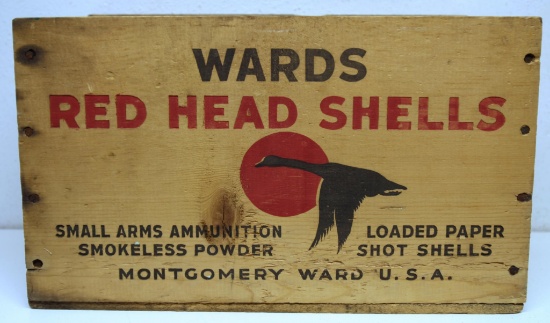 WARDS
RED HEAD SHELLS
SMALL ARMS AMMUNITION
SMOKELESS POWDER
LOADED PAPER
SHOT SHELLS
MONTGOMERY WARD U.S.A.